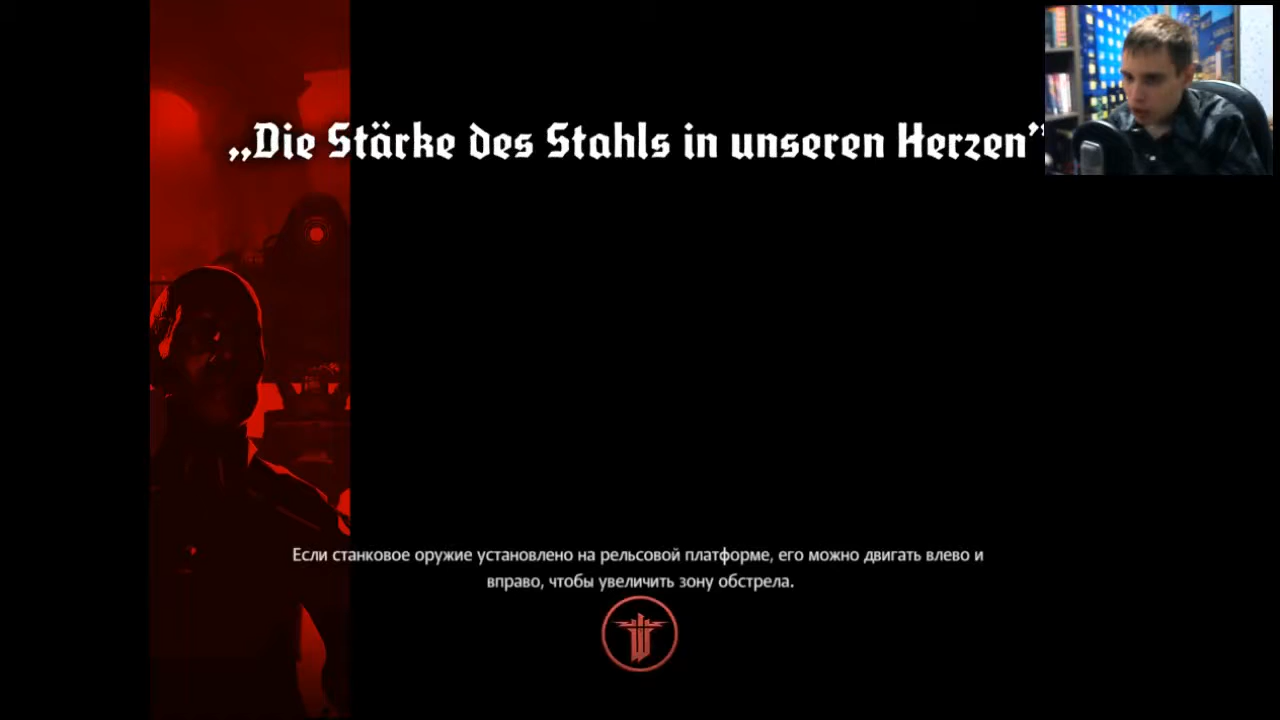 „Die Stärke des Stahls in unseren Herzen”
Если станковое оружие установлено на рельсовой платформе, его можно двигать влево и
вправо, чтобы увеличить зону обстрела.